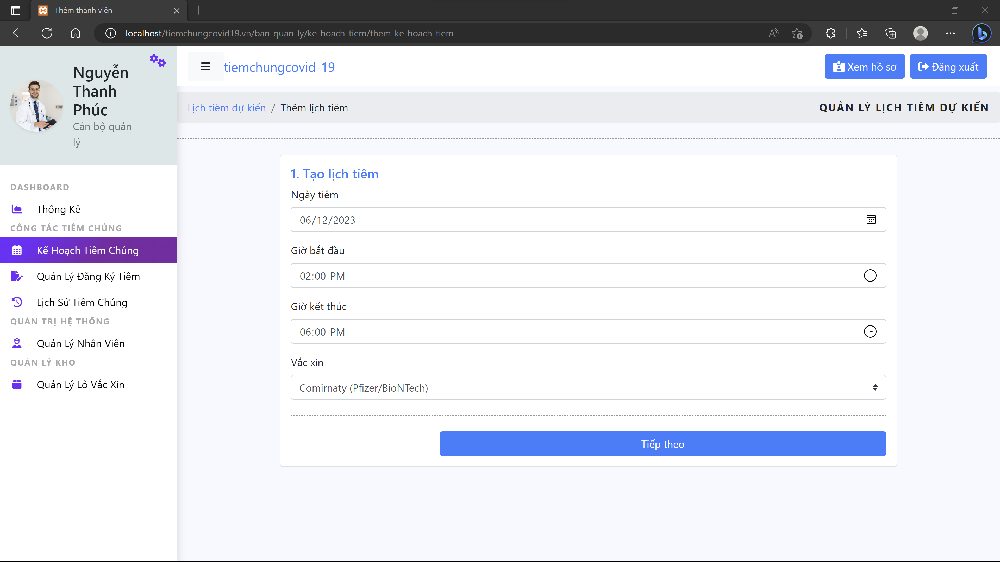 Thêm thành viên
localhost/tiemchungcovid19.vn/ban-quan-ly/ke-hoach-tiem/them-ke-hoach-tiem
Nguyễn
Thanh
Phúc
Cán bộ quản
lý
DASHBOARD
Thống Kê
CÔNG TÁC TIÊM CHỦNG
Kế Hoạch Tiêm Chủng
Quản Lý Đăng Ký Tiêm
Lịch Sử Tiêm Chủng
QUẢN TRỊ HỆ THỐNG
Quản Lý Nhân Viên
QUẢN LÝ KHO
Quản Lý Lô Vắc Xin
tiemchungcovid-19
Xem hồ sơ
Đăng xuất
Lịch tiêm dự kiến / Thêm lịch tiêm
QUẢN LÝ LỊCH TIÊM DỰ KIẾN
1. Tạo lịch tiêm
Ngày tiêm
06/12/2023
Giờ bắt đầu
02:00 PM
Giờ kết thúc
06:00 PM
Vắc xin
Comirnaty (Pfizer/BioNTech)
Tiếp theo